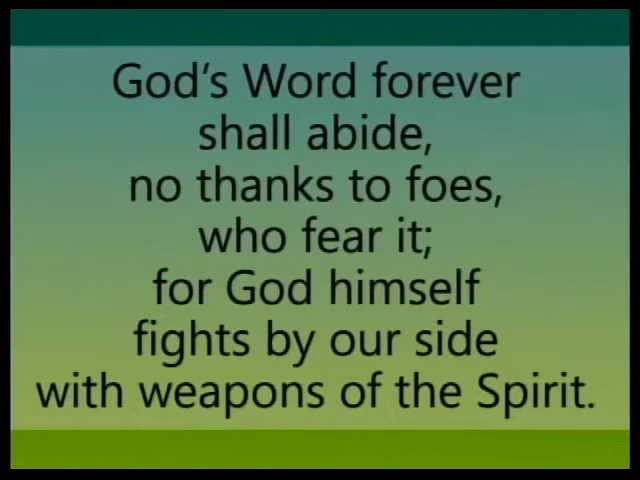 God's Word forever
shall abide,
no thanks to foes,
who fear it;
for God himself
fights by our side
with weapons of the Spirit.